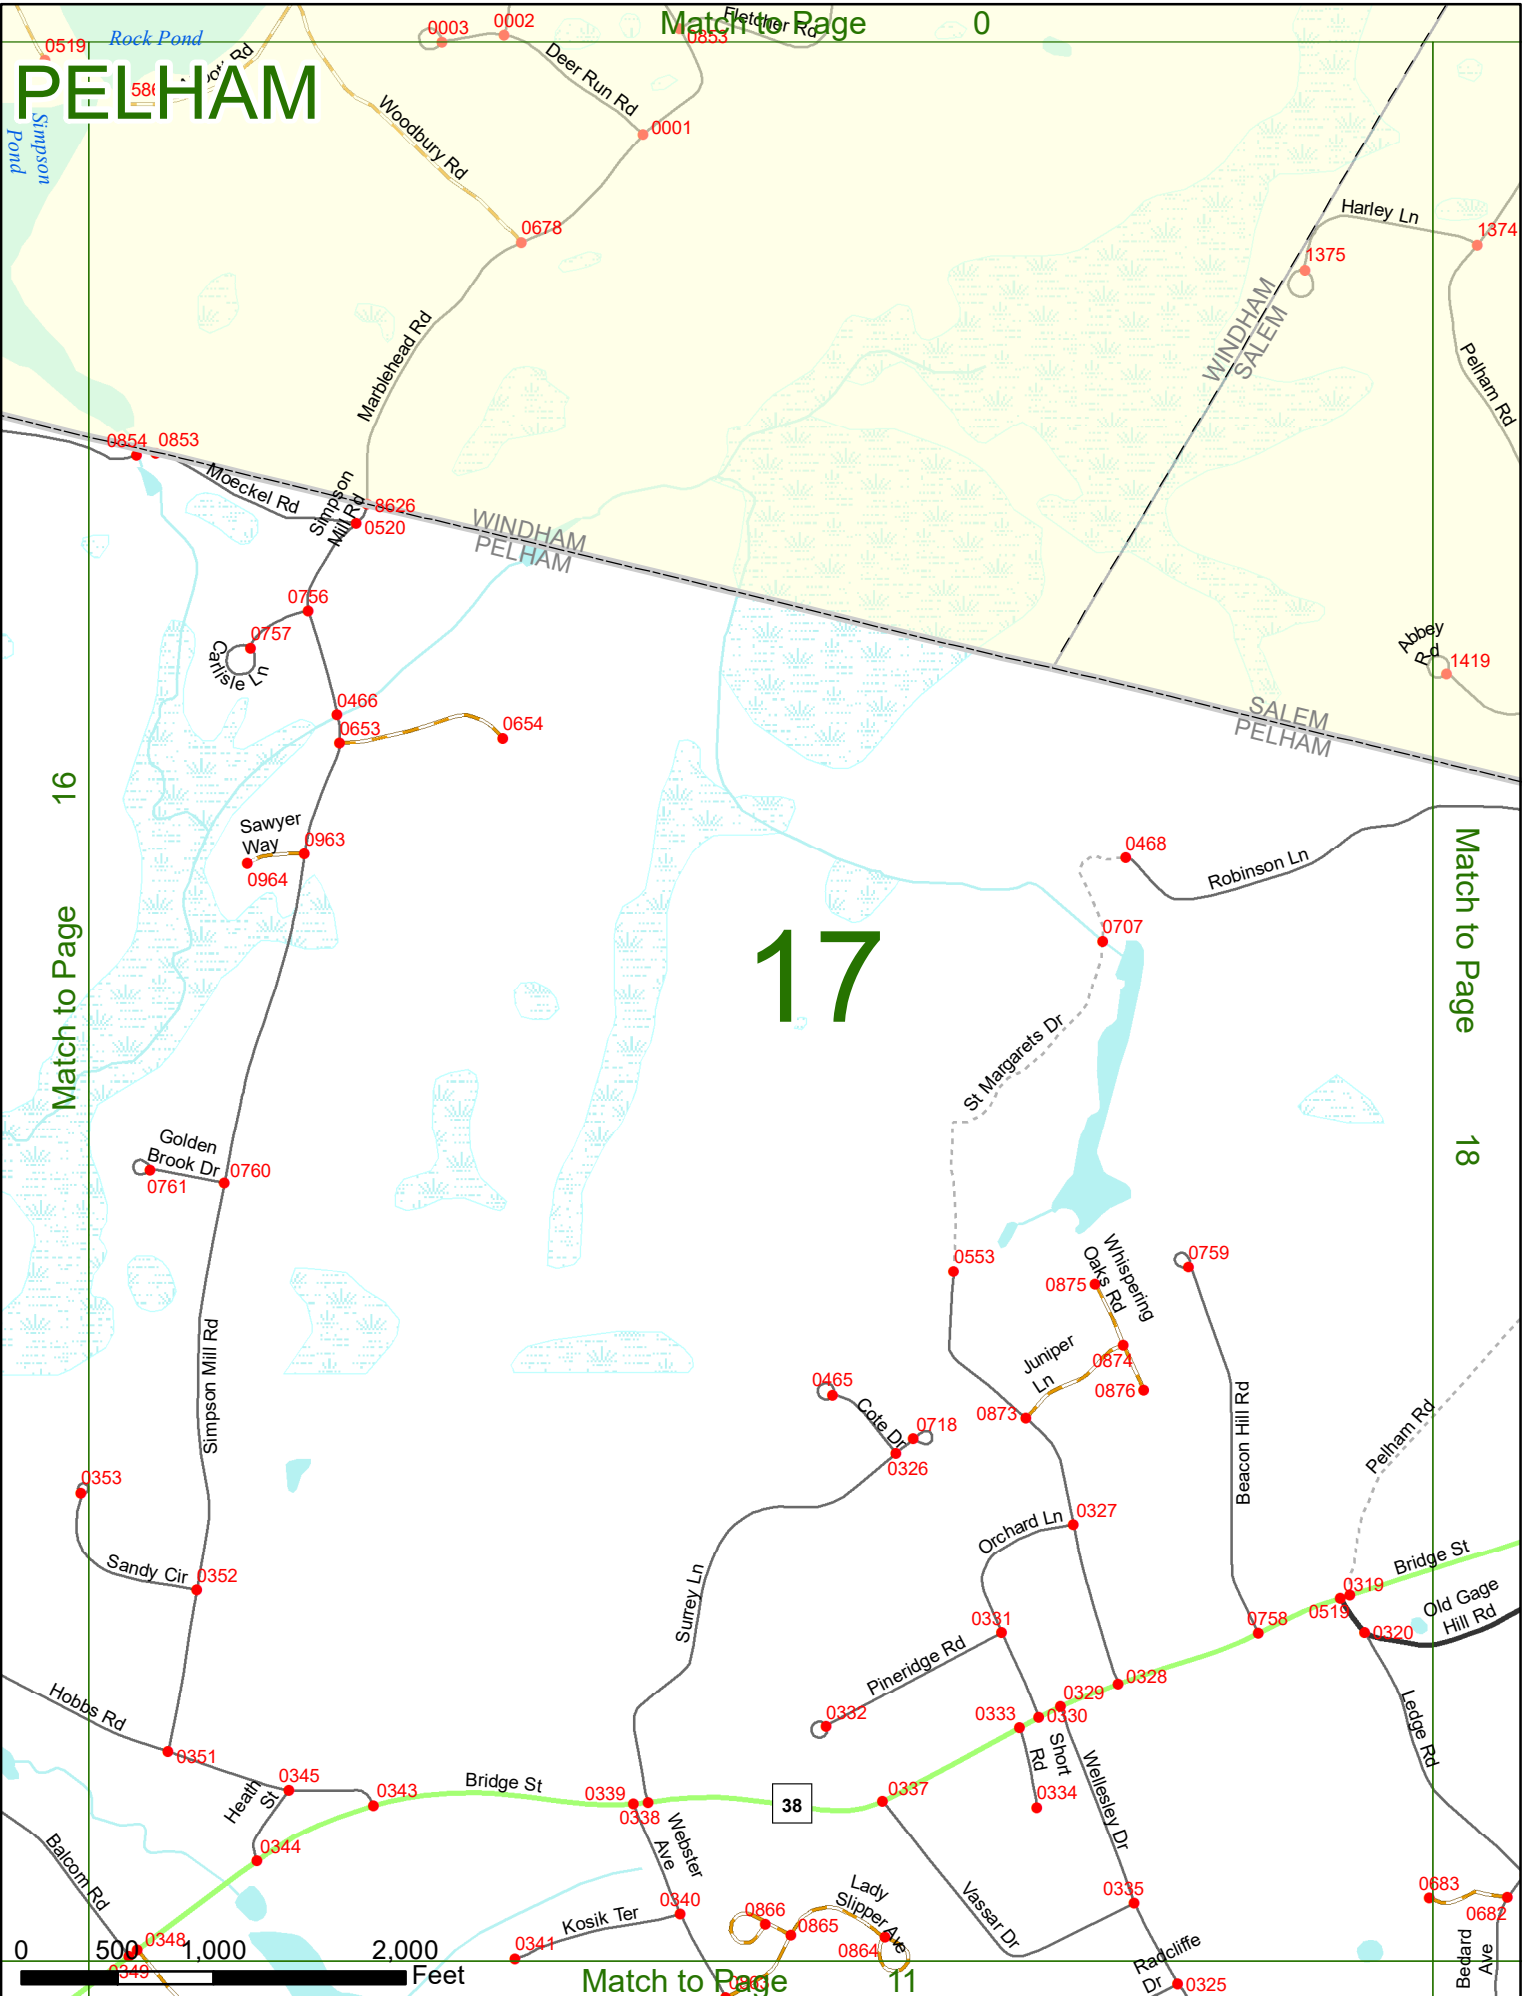 Match to Page 0
Fletcher Rd
0853
0003
0002
Rock Pond
0519
PELHAM
586
Rd
Simpson
Pond
Deer Run Rd
0001
Woodbury Rd
0678
Harley Ln
1374
1375
WINDHAM
SALEM
Marblehead Rd
Pelham Rd
0854
0853
Moeckel Rd
Simpson
Mill Rd
8626
0520
WINDHAM
PELHAM
0756
0757
Carlisle Ln
Abbey
Rd
1419
0466
0653
0654
SALEM
PELHAM
Match to Page 16
Sawyer
Way
0963
0964
0468
Robinson Ln
Match to Page 18
17
0707
St Margarets Dr
Golden
Brook Dr
0761
0760
0553
Whispering
Oaks Rd
0875
0759
Juniper
Ln
0874
0876
0873
Simpson Mill Rd
0465
Cote Dr
0718
0326
Beacon Hill Rd
Pelham Rd
0353
Orchard Ln
0327
Sandy Cir
0352
Surrey Ln
Bridge St
0319
0519
Old Gage
Hill Rd
0320
0331
0758
Pineridge Rd
0328
0329
0330
0333
0332
Hobbs Rd
0351
Short
Rd
Ledge Rd
0345
Heath
St
0343
Bridge St
0339
0338
38
0337
0334
Wellesley Dr
Webster
Ave
0344
Balcom Rd
Lady
Slipper Ave
0335
0683
0682
Vassar Dr
0340
Kosik Ter
0866
0865
0864
0341
0348
0349
Radcliffe
Dr
0325
Bedard
Ave
0863
0 500 1,000 2,000
Feet
Match to Page 11